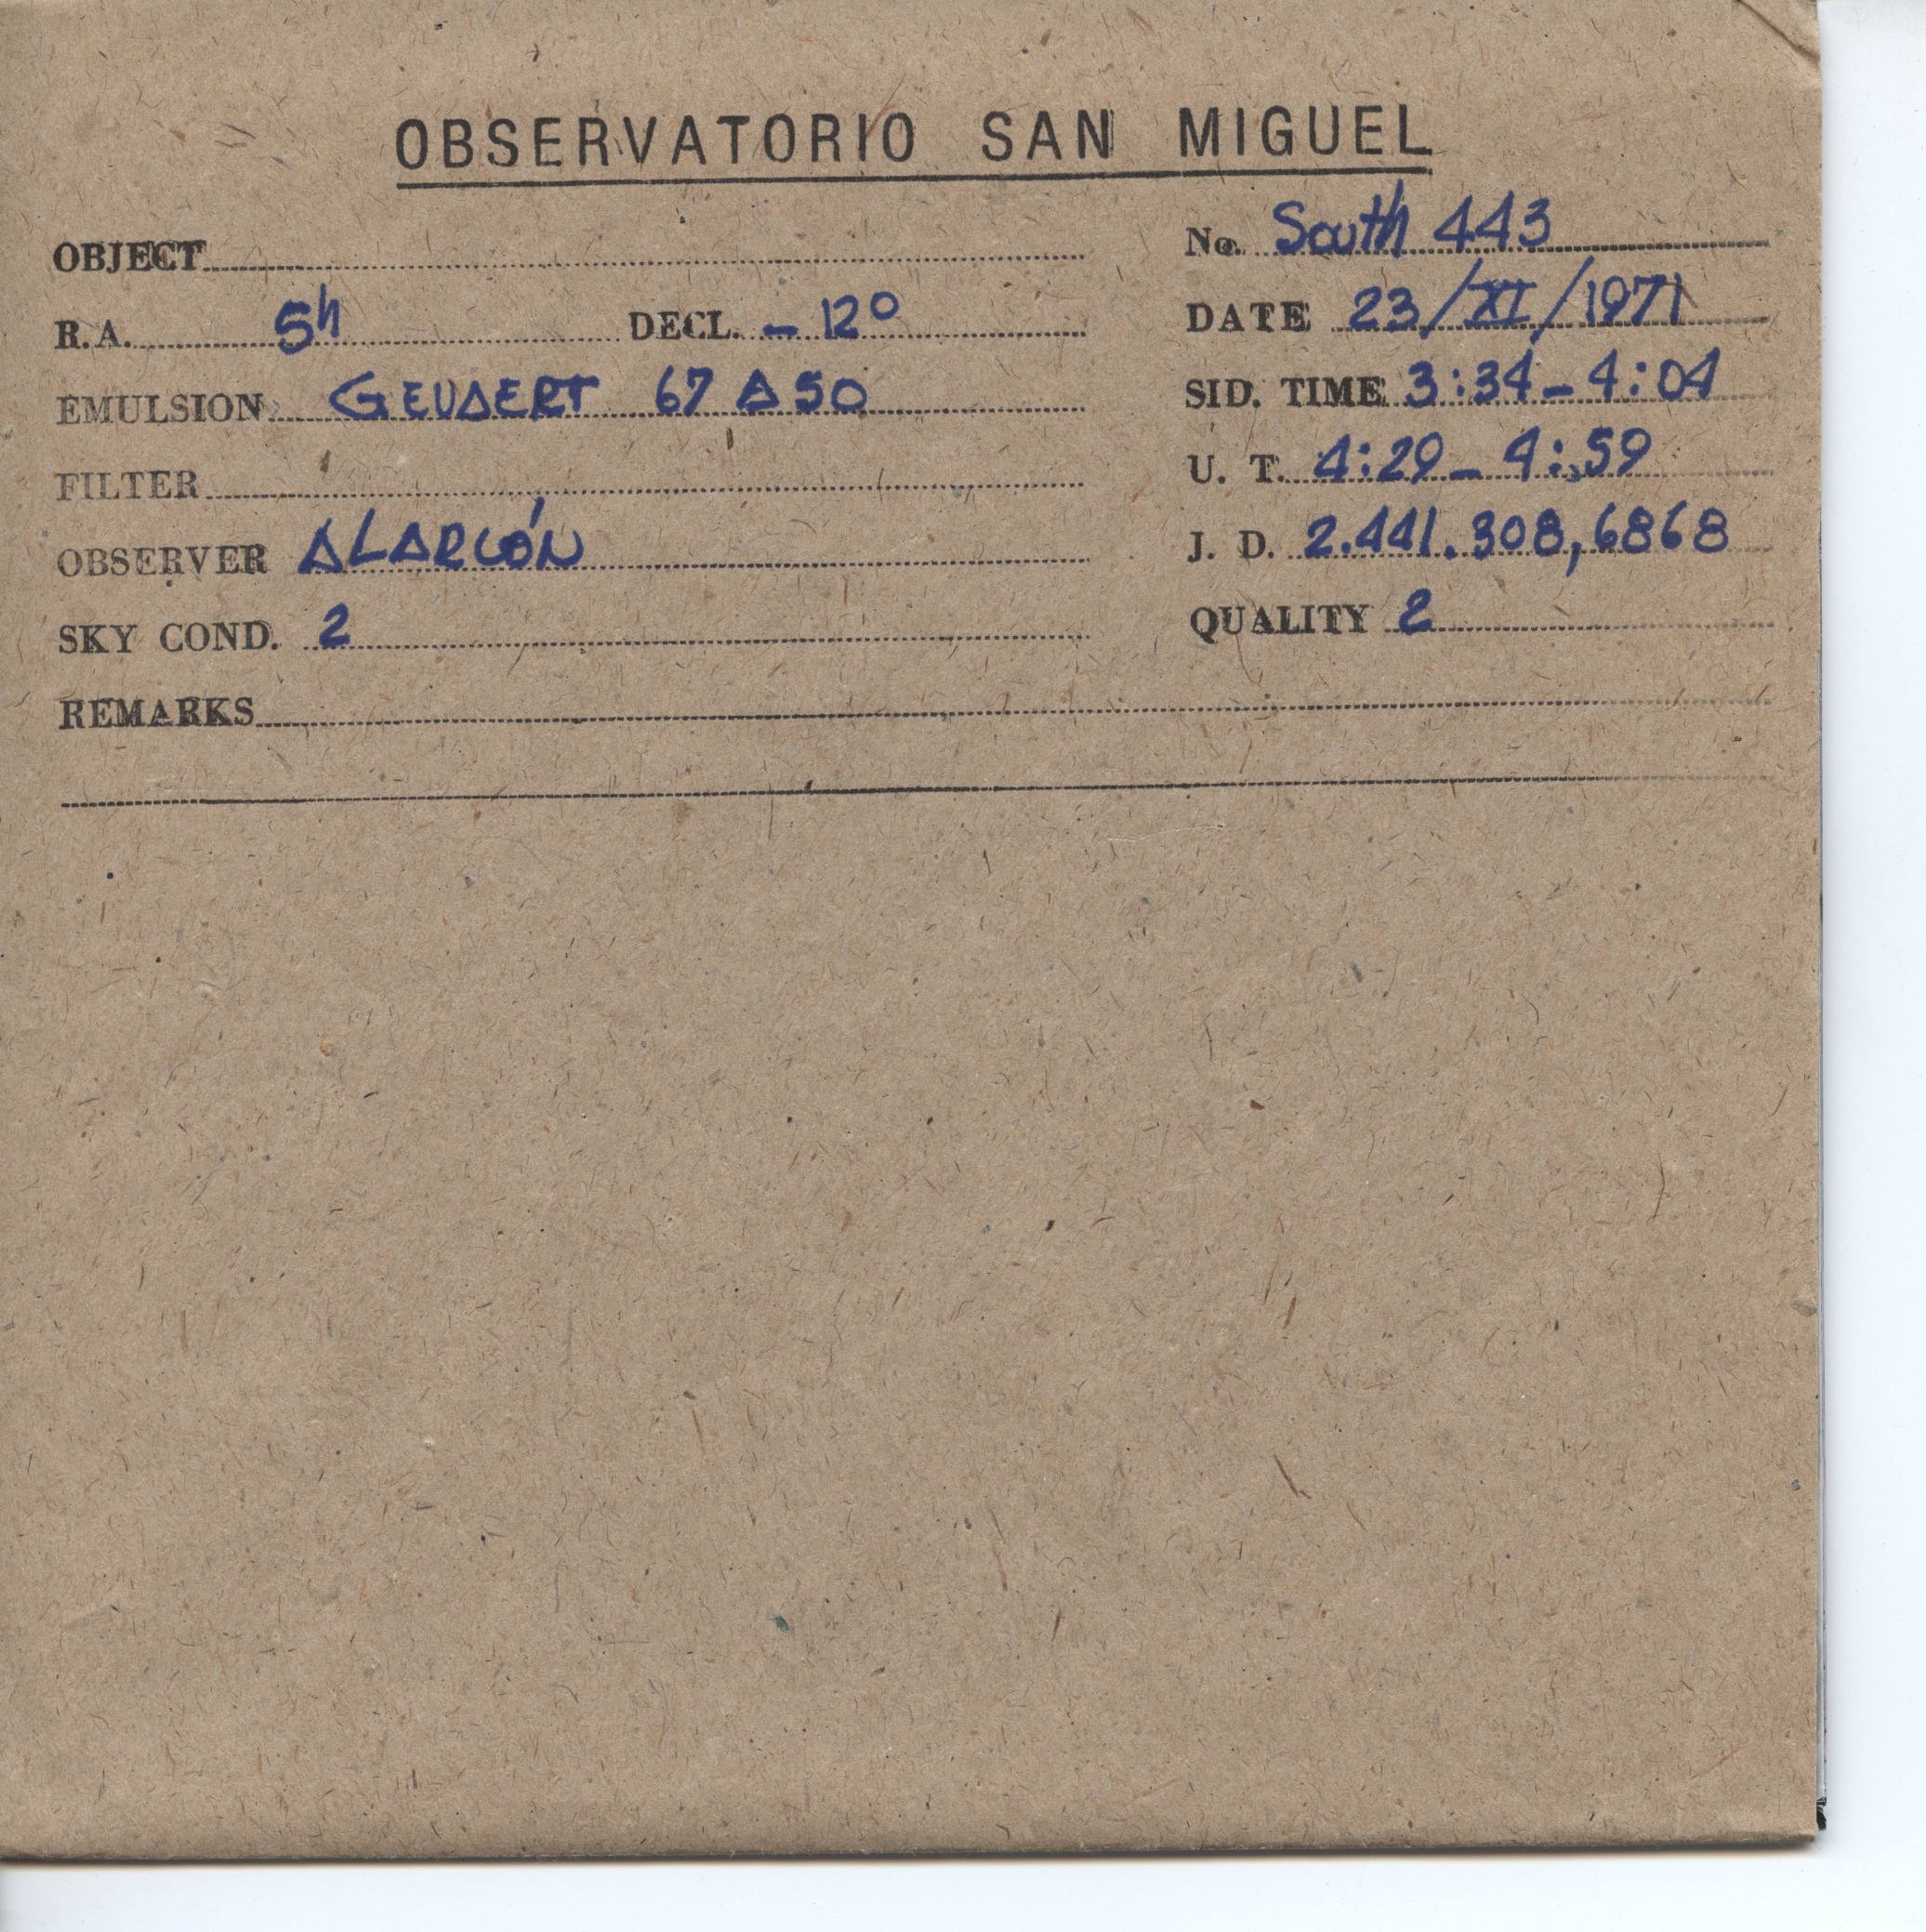 OBSERVATORIO SAN MIGUEL
OBJECT
No. South 443
R.A. 5h DECL. - 12°
DATE 23/XI/1971
EMULSION GEVAERT 67 A 50
SID. TIME 3:34 - 4:04
FILTER
U. T. 4:29 - 4:59
OBSERVER ALARCÓN
J. D. 2.441.308,6868
SKY COND. 2
QUALITY 2
REMARKS